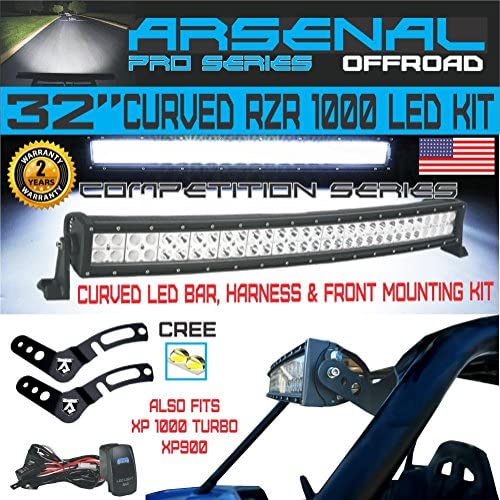 ARSENAL
PRO SERIES OFFROAD
32" CURVED RZR 1000 LED KIT
WARRANTY
2
YEARS
WARRANTY
COMPETITION SERIES
CURVED LED BAR, HARNESS & FRONT MOUNTING KIT
CREE
ALSO FITS
XP 1000 TURBO
XP900